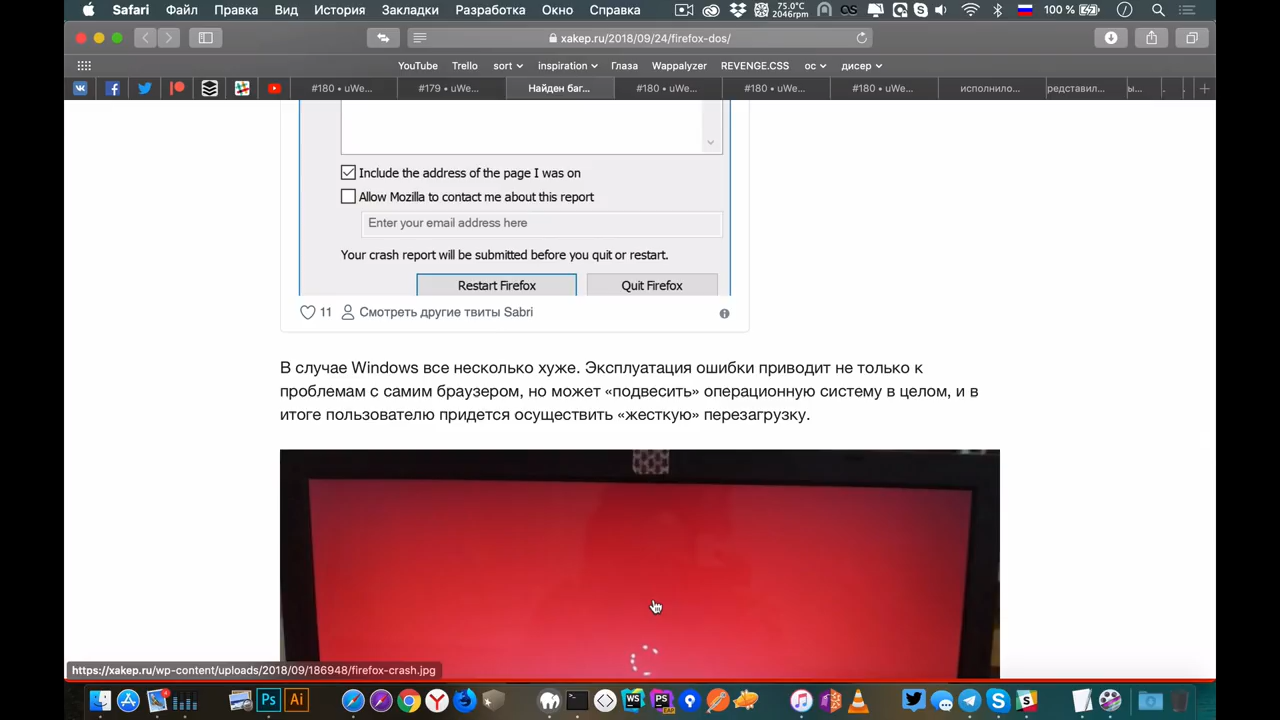 Safari Файл Правка Вид История Закладки Разработка Окно Справка 75.0°C 2046rpm 100 %
xakep.ru/2018/09/24/firefox-dos/
YouTube Trello sort inspiration Глаза Wappalyzer REVENGE.CSS ос дисер
#180 • uWe... #179 • uWe... Найден баг... #180 • uWe... #180 • uWe... #180 • uWe... исполнило... редставил... ы...
Include the address of the page I was on
Allow Mozilla to contact me about this report
Enter your email address here
Your crash report will be submitted before you quit or restart.
Restart Firefox Quit Firefox
11 Смотреть другие твиты Sabri
В случае Windows все несколько хуже. Эксплуатация ошибки приводит не только к
проблемам с самим браузером, но может «подвесить» операционную систему в целом, и в
итоге пользователю придется осуществить «жесткую» перезагрузку.
https://xakep.ru/wp-content/uploads/2018/09/186948/firefox-crash.jpg
Ps Ai WS PS